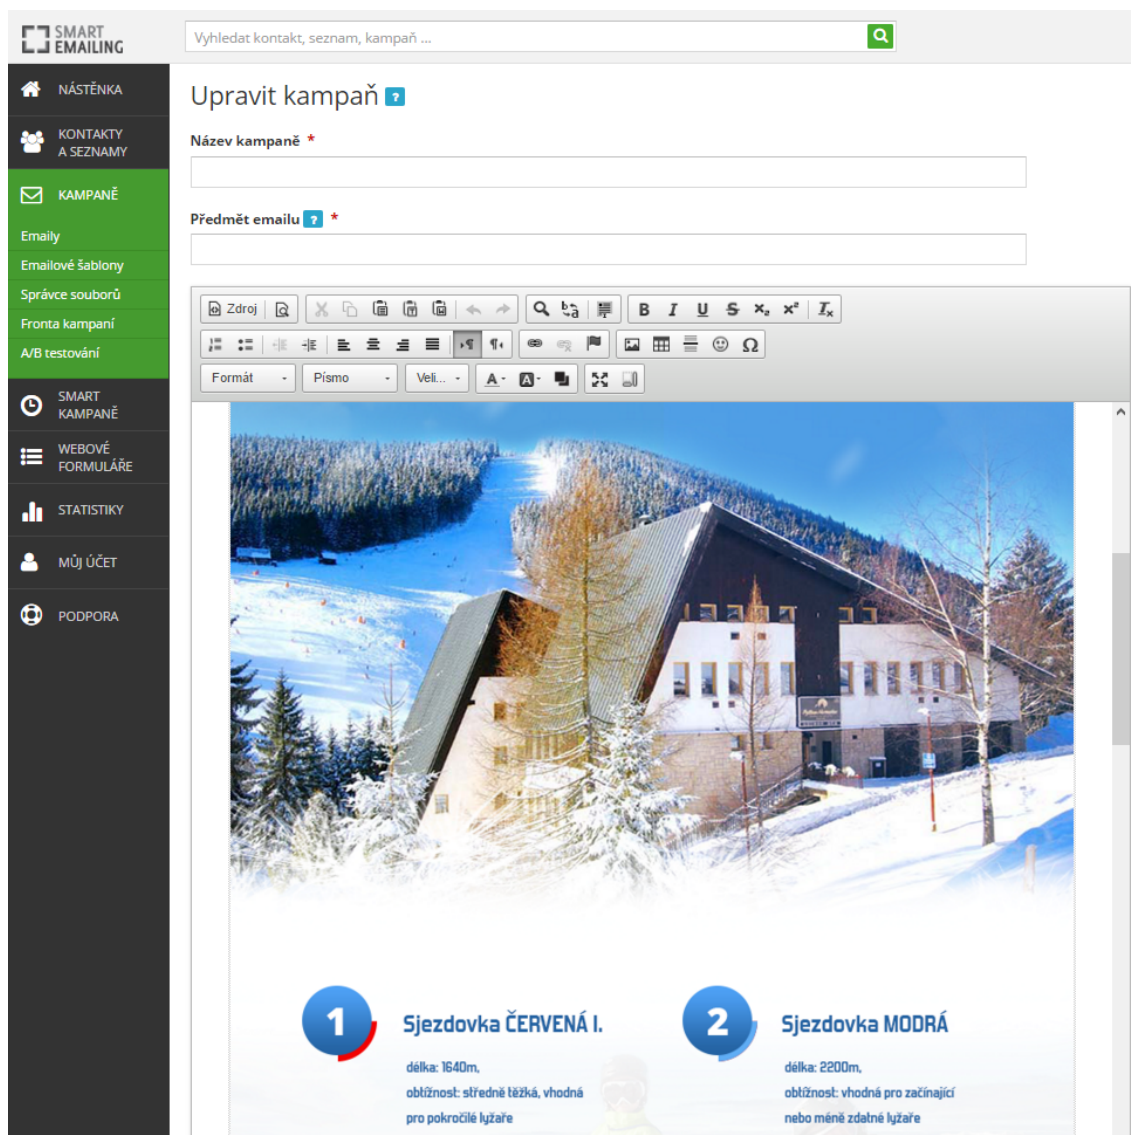 SMART
EMAILING
Vyhledat kontakt, seznam, kampaň ...
NÁSTĚNKA
KONTAKTY
A SEZNAMY
KAMPANĚ
Emaily
Emailové šablony
Správce souborů
Fronta kampaní
A/B testování
SMART
KAMPANĚ
WEBOVÉ
FORMULÁŘE
STATISTIKY
MŮJ ÚČET
PODPORA
Upravit kampaň ?
Název kampaně *
Předmět emailu ? *
Zdroj
B I U S x₂ x² Ix
Formát Písmo Veli... A A
1 Sjezdovka ČERVENÁ I.
délka: 1640m,
obtížnost: středně těžká, vhodná
pro pokročilé lyžaře
2 Sjezdovka MODRÁ
délka: 2200m,
obtížnost: vhodná pro začínající
nebo méně zdatné lyžaře